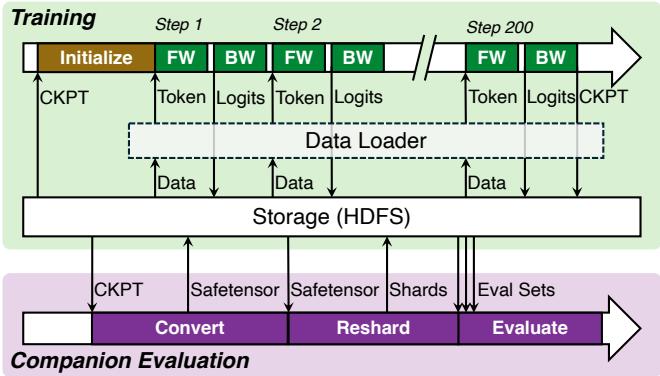 Training
Step 1 Step 2 Step 200
Initialize FW BW FW BW FW BW
CKPT Token Logits Token Logits Token Logits CKPT
Data Loader
Data Data Data
Storage (HDFS)
CKPT Safetensor Safetensor Shards Eval Sets
Convert Reshard Evaluate
Companion Evaluation